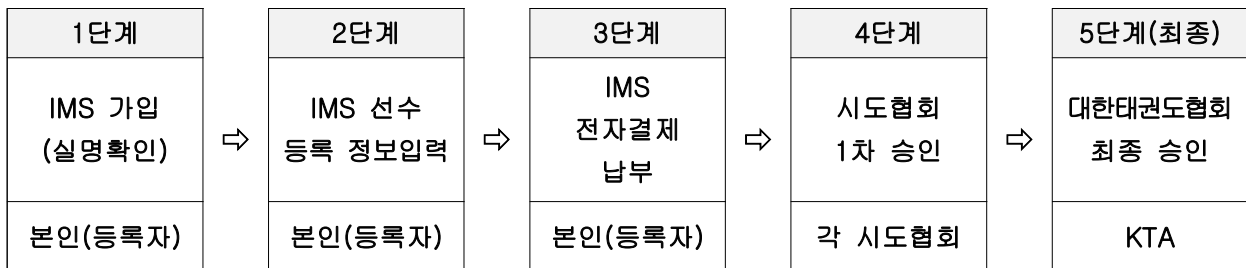 1단계
IMS 가입
(실명확인)
본인(등록자)
⇨
2단계
IMS 선수
등록 정보입력
본인(등록자)
⇨
3단계
IMS
전자결제
납부
본인(등록자)
⇨
4단계
시도협회
1차 승인
각 시도협회
⇨
5단계(최종)
대한태권도협회
최종 승인
KTA